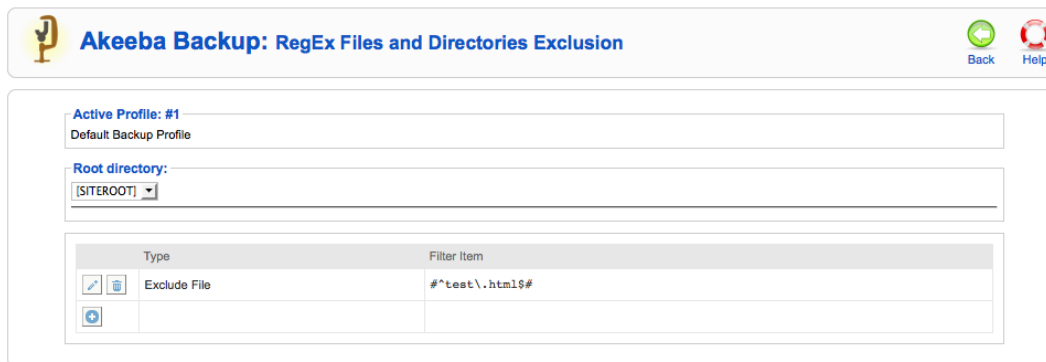 Akeeba Backup: RegEx Files and Directories Exclusion
Back
Help
Active Profile: #1
Default Backup Profile
Root directory:
[SITEROOT]
Type Filter Item
Exclude File #^test\.html$#